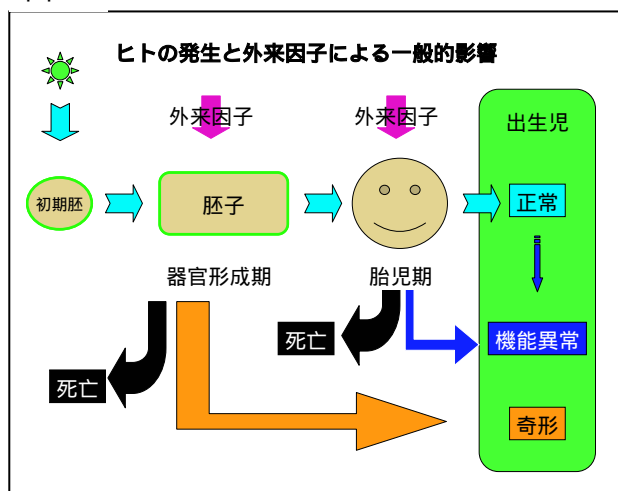 ヒトの発生と外来因子による一般的影響
外来因子
外来因子
出生児
初期胚
胚子
正常
器官形成期
胎児期
死亡
機能異常
死亡
奇形